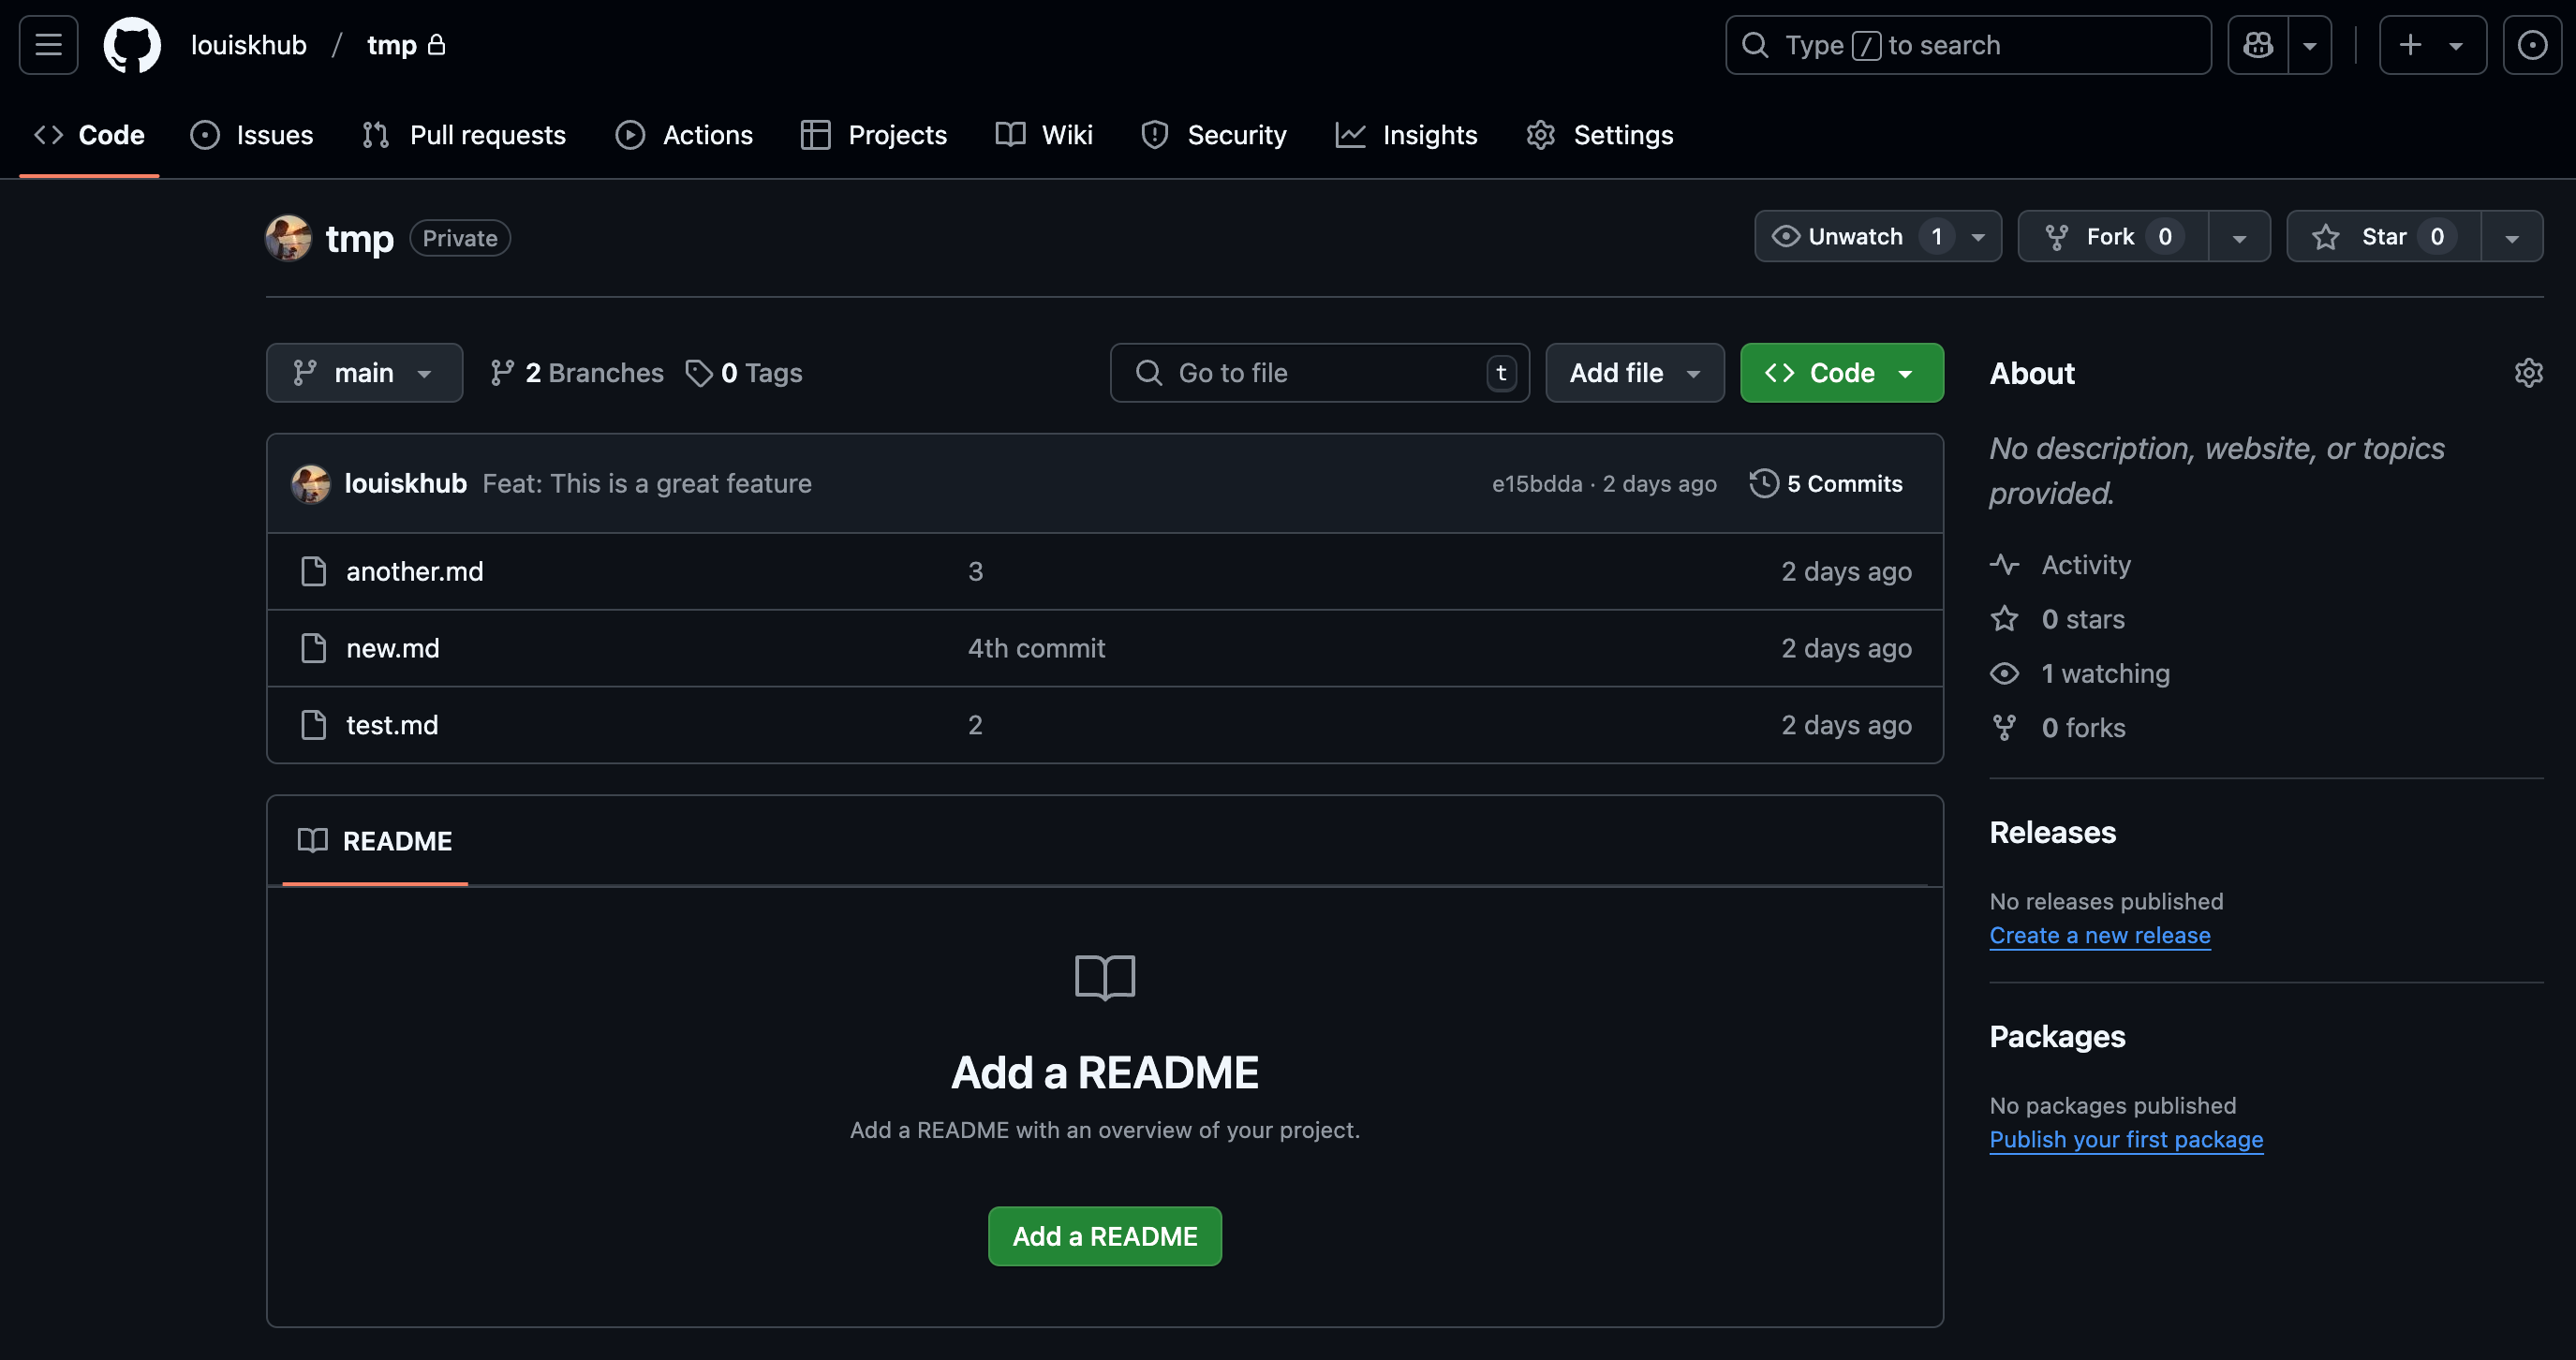 louiskhub / tmp
Type / to search
Code
Issues
Pull requests
Actions
Projects
Wiki
Security
Insights
Settings
tmp Private
Unwatch 1
Fork 0
Star 0
main
2 Branches
0 Tags
Go to file t
Add file
Code
louiskhub Feat: This is a great feature e15bdda · 2 days ago 5 Commits
another.md 3 2 days ago
new.md 4th commit 2 days ago
test.md 2 2 days ago
README
Add a README
Add a README with an overview of your project.
Add a README
About
No description, website, or topics
provided.
Activity
0 stars
1 watching
0 forks
Releases
No releases published
Create a new release
Packages
No packages published
Publish your first package